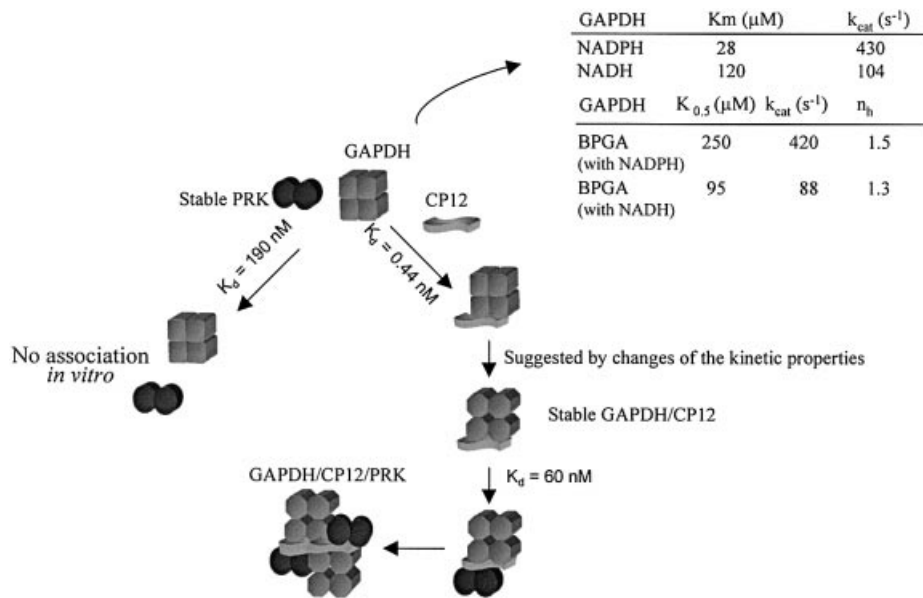 GAPDH Km (μM) kcat (s-1)
NADPH 28 430
NADH 120 104
GAPDH K 0.5 (μM) kcat (s-1) nh
BPGA 250 420 1.5
(with NADPH)
BPGA 95 88 1.3
(with NADH)
GAPDH
Stable PRK
CP12
Kd = 190 nM
Kd = 0.44 nM
No association
in vitro
Suggested by changes of the kinetic properties
Stable GAPDH/CP12
Kd = 60 nM
GAPDH/CP12/PRK